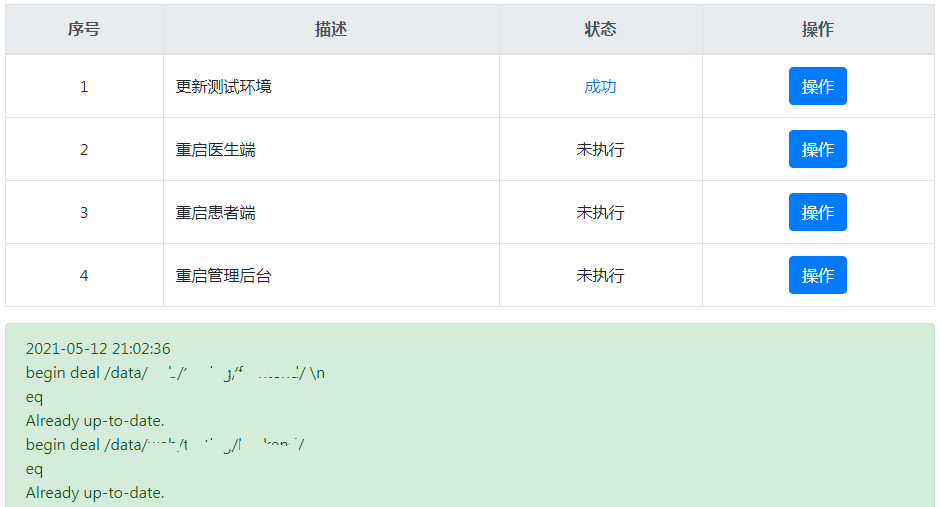 序号 描述 状态 操作
1 更新测试环境 成功 操作
2 重启医生端 未执行 操作
3 重启患者端 未执行 操作
4 重启管理后台 未执行 操作
2021-05-12 21:02:36
begin deal /data/ \n
eq
Already up-to-date.
begin deal /data/
eq
Already up-to-date.